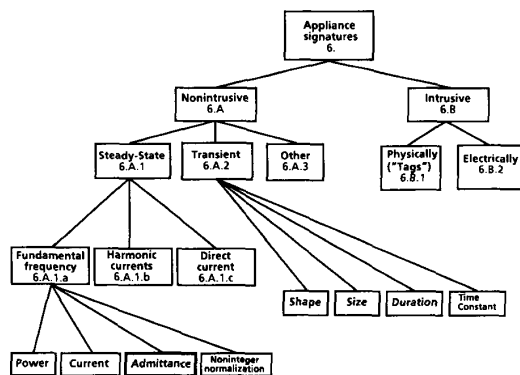 Appliance
signatures
6.
Nonintrusive
6.A
Intrusive
6.B
Steady-State
6.A.1
Transient
6.A.2
Other
6.A.3
Physically
("Tags")
6.B.1
Electrically
6.B.2
Fundamental
frequency
6.A.1.a
Harmonic
currents
6.A.1.b
Direct
current
6.A.1.c
Shape
Size
Duration
Time
Constant
Power
Current
Admittance
Noninteger
normalization